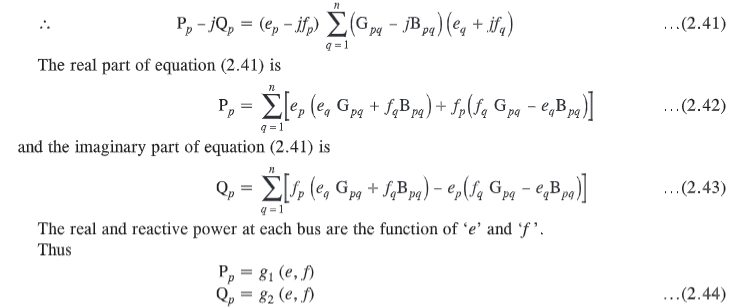 ∴ P_p – jQ_p = (e_p – jf_p) ∑_{q=1}^{n} (G_pq – jB_pq)(e_q + jf_q) ...(2.41)
The real part of equation (2.41) is
P_p = ∑_{q=1}^{n} [e_p (e_q G_pq + f_q B_pq) + f_p (f_q G_pq – e_q B_pq)] ...(2.42)
and the imaginary part of equation (2.41) is
Q_p = ∑_{q=1}^{n} [f_p (e_q G_pq + f_q B_pq) – e_p (f_q G_pq – e_q B_pq)] ...(2.43)
The real and reactive power at each bus are the function of ‘e’ and ‘f ’.
Thus
P_p = g_1 (e, f)
Q_p = g_2 (e, f) ...(2.44)